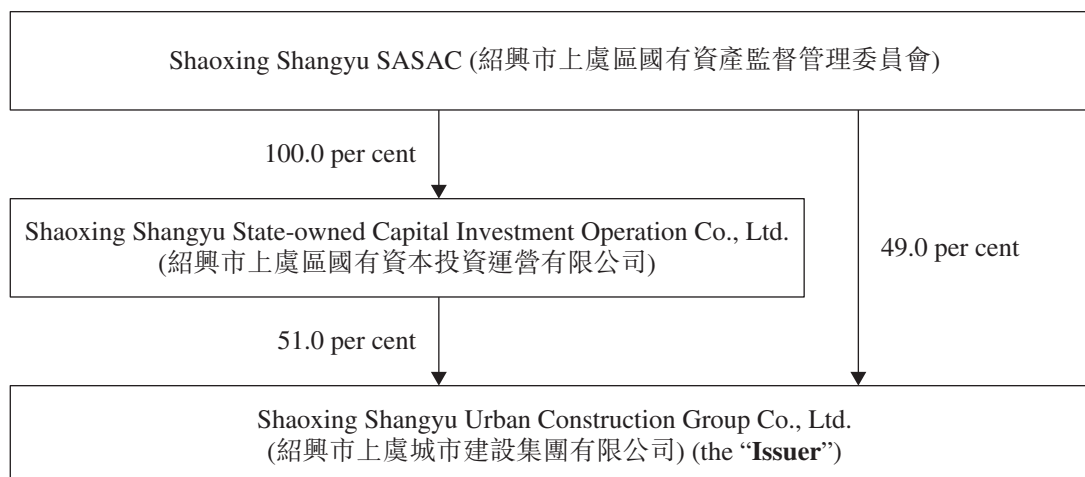 Shaoxing Shangyu SASAC (紹興市上虞區國有資產監督管理委員會)
100.0 per cent
Shaoxing Shangyu State-owned Capital Investment Operation Co., Ltd.
(紹興市上虞區國有資本投資運營有限公司)
49.0 per cent
51.0 per cent
Shaoxing Shangyu Urban Construction Group Co., Ltd.
(紹興市上虞城市建設集團有限公司) (the “Issuer”)